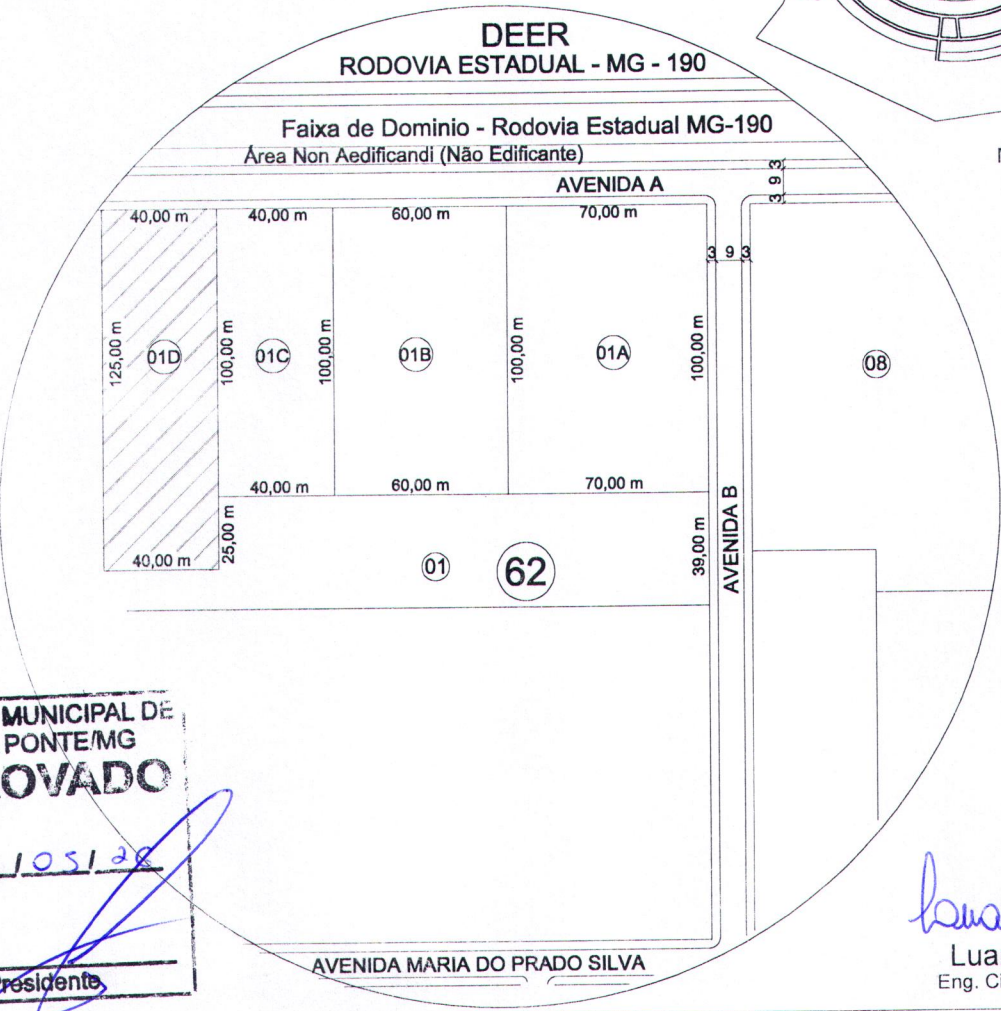 DEER
RODOVIA ESTADUAL - MG - 190
Faixa de Dominio - Rodovia Estadual MG-190
Área Non Aedificandi (Não Edificante)
AVENIDA A
3 9 3
40,00 m 40,00 m 60,00 m 70,00 m
3 9 3
125,00 m 01D 100,00 m 01C 100,00 m 01B 100,00 m 01A 100,00 m 08
40,00 m 60,00 m 70,00 m
25,00 m 39,00 m AVENIDA B
40,00 m 01 62
MUNICIPAL DE
PONTE/MG
OVADO
/05/
Presidente
AVENIDA MARIA DO PRADO SILVA
Lua
Eng. Ci